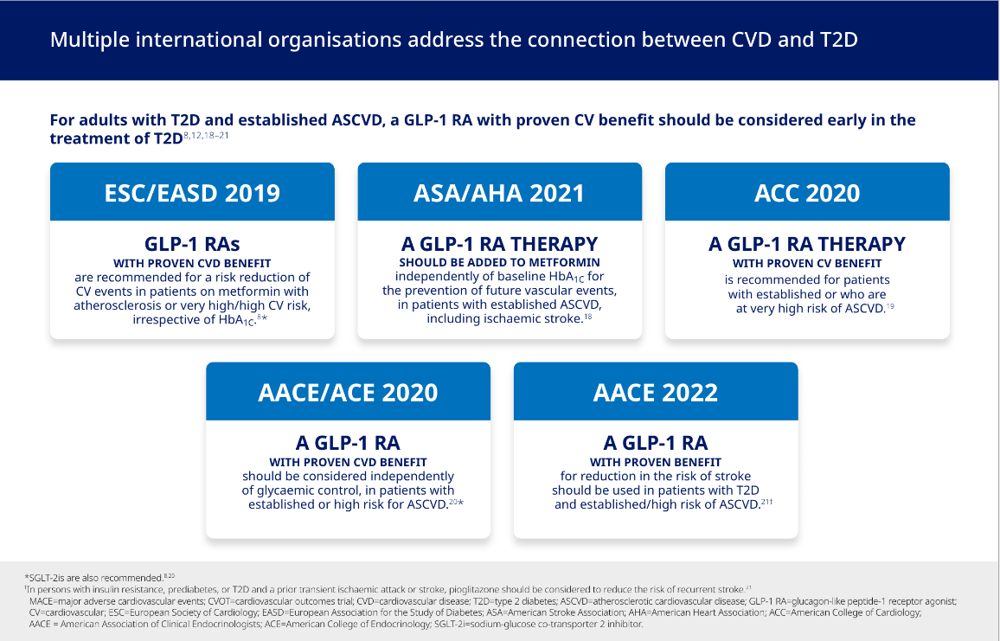 Multiple international organisations address the connection between CVD and T2D
For adults with T2D and established ASCVD, a GLP-1 RA with proven CV benefit should be considered early in the
treatment of T2D8,12,18–21
ESC/EASD 2019
GLP-1 RAs
WITH PROVEN CVD BENEFIT
are recommended for a risk reduction of
CV events in patients on metformin with
atherosclerosis or very high/high CV risk,
irrespective of HbA1C.8*
ASA/AHA 2021
A GLP-1 RA THERAPY
SHOULD BE ADDED TO METFORMIN
independently of baseline HbA1C for
the prevention of future vascular events,
in patients with established ASCVD,
including ischaemic stroke.18
ACC 2020
A GLP-1 RA THERAPY
WITH PROVEN CV BENEFIT
is recommended for patients
with established or who are
at very high risk of ASCVD.19
AACE/ACE 2020
A GLP-1 RA
WITH PROVEN CVD BENEFIT
should be considered independently
of glycaemic control, in patients with
established or high risk for ASCVD.20*
AACE 2022
A GLP-1 RA
WITH PROVEN BENEFIT
for reduction in the risk of stroke
should be used in patients with T2D
and established/high risk of ASCVD.21†
*SGLT-2is are also recommended.8,20
†In persons with insulin resistance, prediabetes, or T2D and a prior transient ischaemic attack or stroke, pioglitazone should be considered to reduce the risk of recurrent stroke.21
MACE=major adverse cardiovascular events; CVOT=cardiovascular outcomes trial; CVD=cardiovascular disease; T2D=type 2 diabetes; ASCVD=atherosclerotic cardiovascular disease; GLP-1 RA=glucagon-like peptide-1 receptor agonist;
CV=cardiovascular; ESC=European Society of Cardiology; EASD=European Association for the Study of Diabetes; ASA=American Stroke Association; AHA=American Heart Association; ACC=American College of Cardiology;
AACE = American Association of Clinical Endocrinologists; ACE=American College of Endocrinology; SGLT-2i=sodium-glucose co-transporter 2 inhibitor.